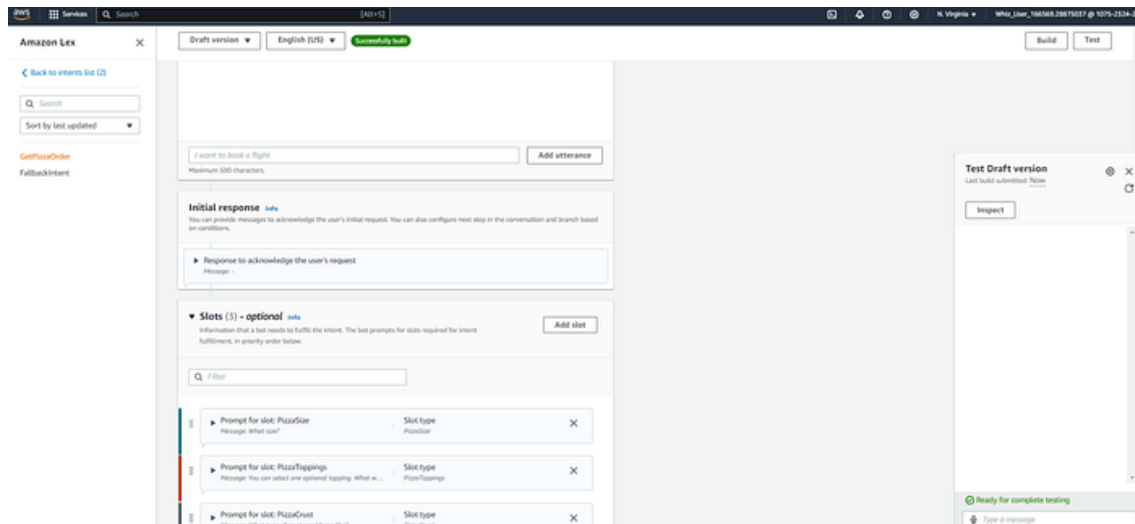 aws Services Search [Alt+S] N. Virginia Whiz_User_166569.28875037 @ 1075-2324-2
Amazon Lex
Draft version English (US) Successfully built Build Test
Back to intents list (2)
Search
Sort by last updated
GetPizzaOrder
FallbackIntent
I want to book a flight Add utterance
Maximum 500 characters.
Initial response Info
You can provide messages to acknowledge the user's initial request. You can also configure next step in the conversation and branch based
on conditions.
Response to acknowledge the user's request
Message: -
Slots (3) - optional Info
Add slot
Information that a bot needs to fulfill the intent. The bot prompts for slots required for intent
fulfillment, in priority order below.
Filter
Prompt for slot: PizzaSize Slot type
Message: What size? PizzaSize
Prompt for slot: PizzaToppings Slot type
Message: You can select one optional topping. What w... PizzaToppings
Prompt for slot: PizzaCrust Slot type
Test Draft version
Last build submitted: Now
Inspect
Ready for complete testing
Type a message